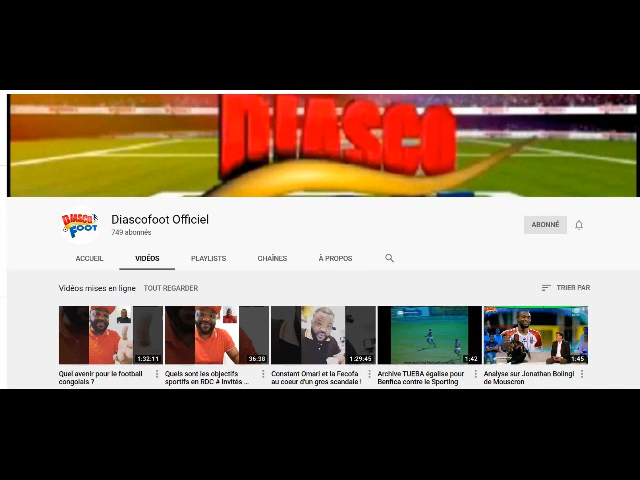 DIASCO
DIASCO
FOOT
Diascofoot Officiel
749 abonnés
ABONNÉ
ACCUEIL VIDÉOS PLAYLISTS CHAÎNES À PROPOS
Vidéos mises en ligne TOUT REGARDER TRIER PAR
1:32:11 36:38 1:29:45 1:42 1:45
Quel avenir pour le football
congolais ?
Quels sont les objectifs
sportifs en RDC # Invités ...
Constant Omari et la Fecofa
au coeur d'un gros scandale !
Archive TUEBA égalise pour
Benfica contre le Sporting
Analyse sur Jonathan Bolingi
de Mouscron